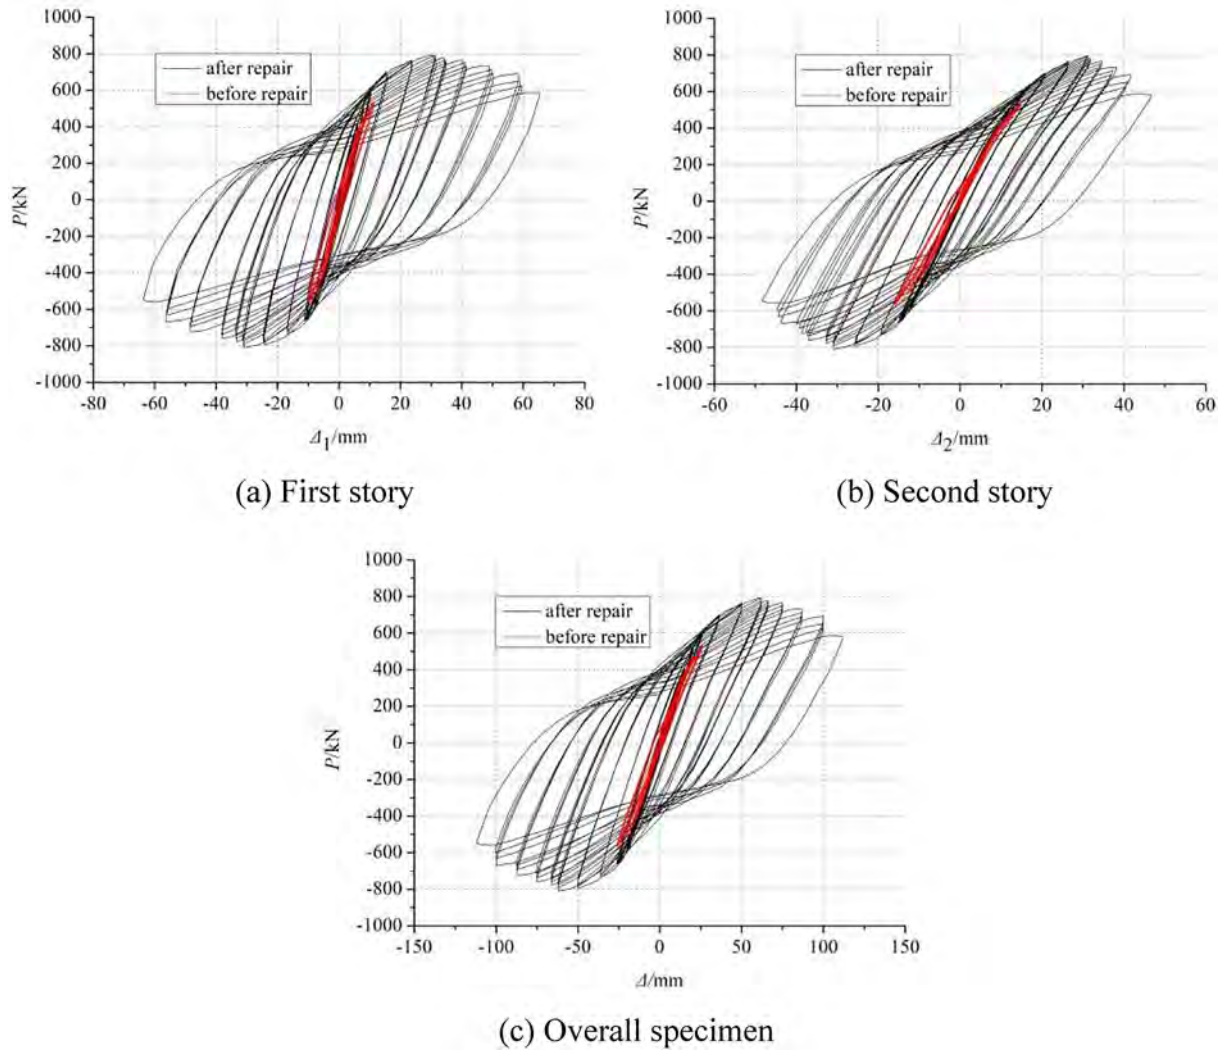 1000
800
600
400
200
0
-200
-400
-600
-800
-1000
P/kN
after repair
before repair
-80 -60 -40 -20 0 20 40 60 80
Δ1/mm
(a) First story
1000
800
600
400
200
0
-200
-400
-600
-800
-1000
P/kN
after repair
before repair
-60 -40 -20 0 20 40 60
Δ2/mm
(b) Second story
1000
800
600
400
200
0
-200
-400
-600
-800
-1000
P/kN
after repair
before repair
-150 -100 -50 0 50 100 150
Δ/mm
(c) Overall specimen